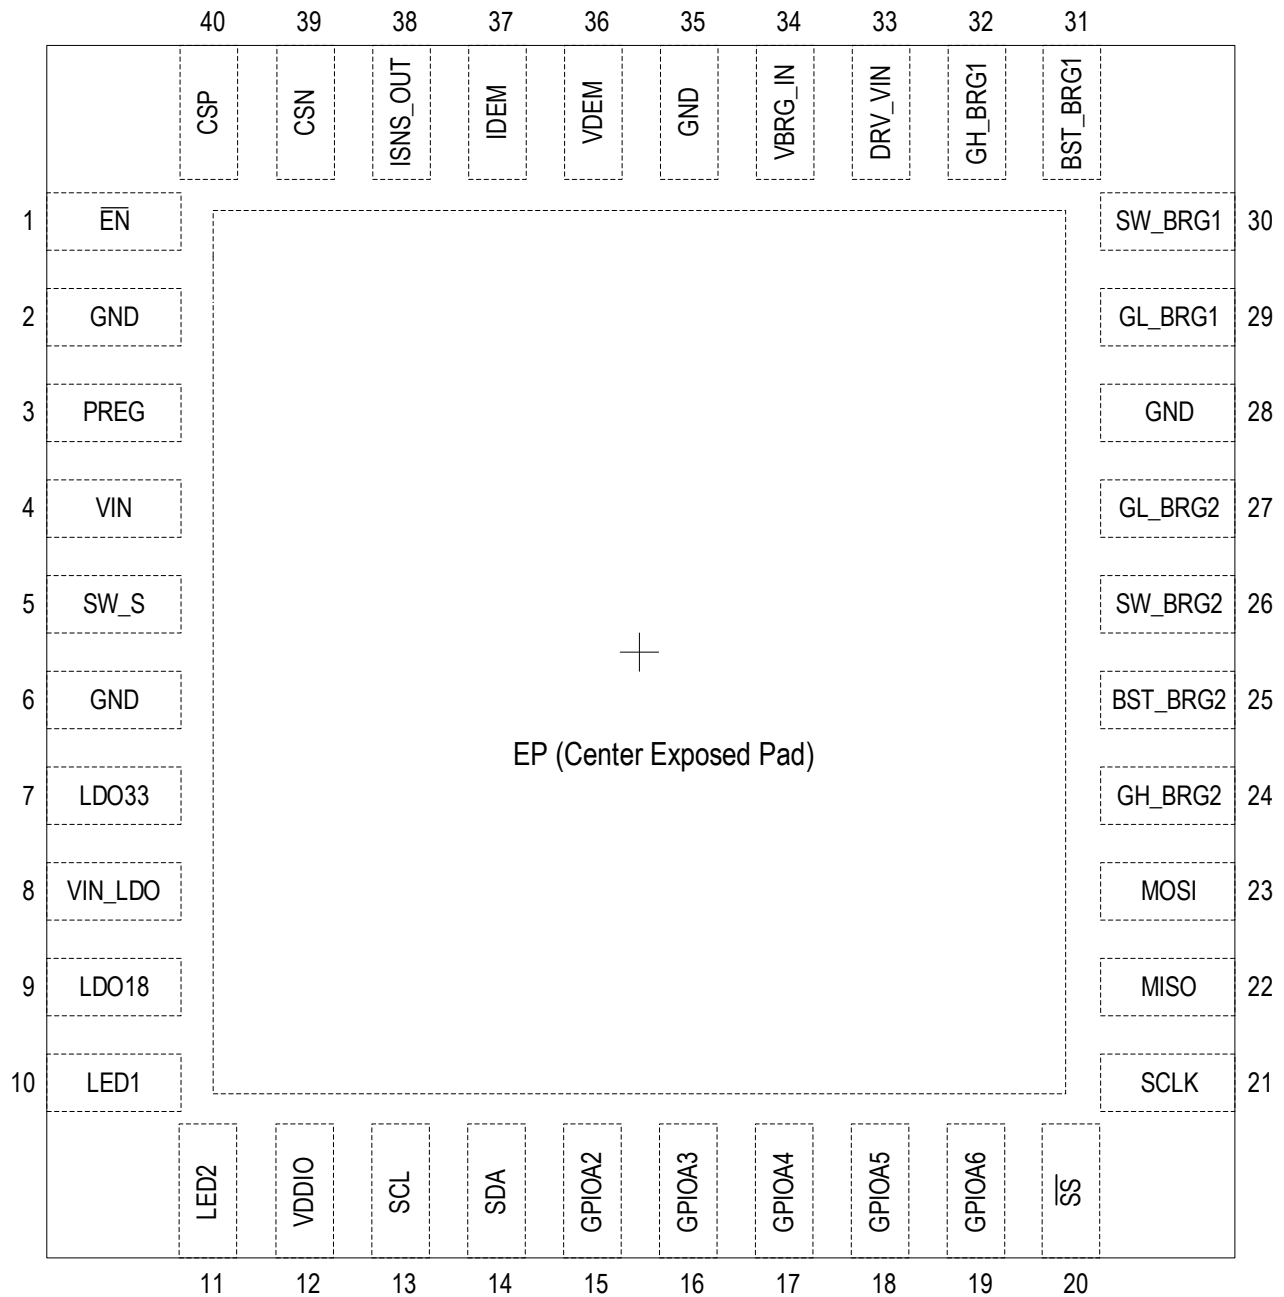 40 39 38 37 36 35 34 33 32 31
CSP CSN ISNS_OUT IDEM VDEM GND VBRG_IN DRV_VIN GH_BRG1 BST_BRG1
1 E̅N̅ SW_BRG1 30
2 GND GL_BRG1 29
3 PREG GND 28
4 VIN GL_BRG2 27
5 SW_S SW_BRG2 26
6 GND BST_BRG2 25
EP (Center Exposed Pad)
7 LDO33 GH_BRG2 24
8 VIN_LDO MOSI 23
9 LDO18 MISO 22
10 LED1 SCLK 21
LED2 VDDIO SCL SDA GPIOA2 GPIOA3 GPIOA4 GPIOA5 GPIOA6 S̅S̅
11 12 13 14 15 16 17 18 19 20